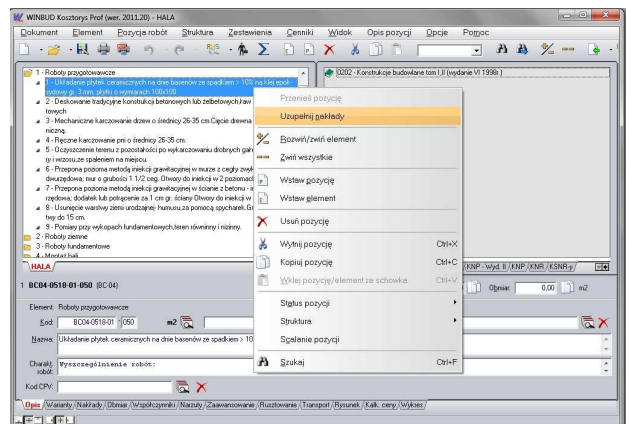 WINBUD Kosztorys Prof (wer. 2011.20) - HALA
Dokument Element Pozycja robót Struktura Zestawienia Cenniki Widok Opis pozycji Opcje Pomoc
1 - Roboty przygotowawcze
1 - Układanie płytek ceramicznych na dnie basenów ze spadkiem > 10% na klej epok-
sydowy gr. 3 mm, płytki o wymiarach 100x100
2 - Deskowanie tradycyjne konstrukcji betonowych lub żelbetowych,ław
towych
3 - Mechaniczne karczowanie drzew o średnicy 26-35 cm.Cięcie drewna
niczną.
4 - Ręczne karczowanie pni o średnicy 26-35 cm.
5 - Oczyszczenie terenu z pozostałości po wykarczowaniu drobnych gałę
ry i wrzosu,ze spaleniem na miejscu.
6 - Przepona pozioma metodą iniekcji grawitacyjnej w murze z cegły zwyk
dwurzędowa; mur o grubości 1 1/2 ceg. Otwory do iniekcji w 2 poziomach
7 - Przepona pozioma metodą iniekcji grawitacyjnej w ścianie z betonu - i
rzędowa; dodatek lub potrącenie za 1 cm gr. ściany Otwory do iniekcji w
8 - Usunięcie warstwy ziemi urodzajnej- humusu,za pomocą spycharek.Gr
twy do 15 cm.
9 - Pomiary przy wykopach fundamentowych,teren równinny i nizinny.
2 - Roboty ziemne
3 - Roboty fundamentowe
4 - Montaż hali
HALA
0202 - Konstrukcje budowlane tom I,II (wydanie VI 1998r.)
Przenieś pozycję
Uzupełnij nakłady
Rozwiń/zwiń element
Zwiń wszystkie
Wstaw pozycję
Wstaw element
Usuń pozycję
Wytnij pozycję Ctrl+X
Kopiuj pozycję Ctrl+C
Wklej pozycję/element ze schowka Ctrl+V
Status pozycji
Struktura
Scalanie pozycji
Szukaj Ctrl+F
KNP - Wyd. II KNP KNR KSNR-y
1 BC04-0518-01-050 (BC-04)
Obmiar: 0,00 m2
Element: Roboty przygotowawcze
Kod: BC04-0518-01 - 050 m2
Nazwa: Układanie płytek ceramicznych na dnie basenów ze spadkiem > 10
Charakt. robót: Wyszczególnienie robót:
Kod CPV:
Opis Warianty Nakłady Obmiar Współczynniki Narzuty Zaawansowanie Rusztowanie Transport Rysunek Kalk. ceny Wykres